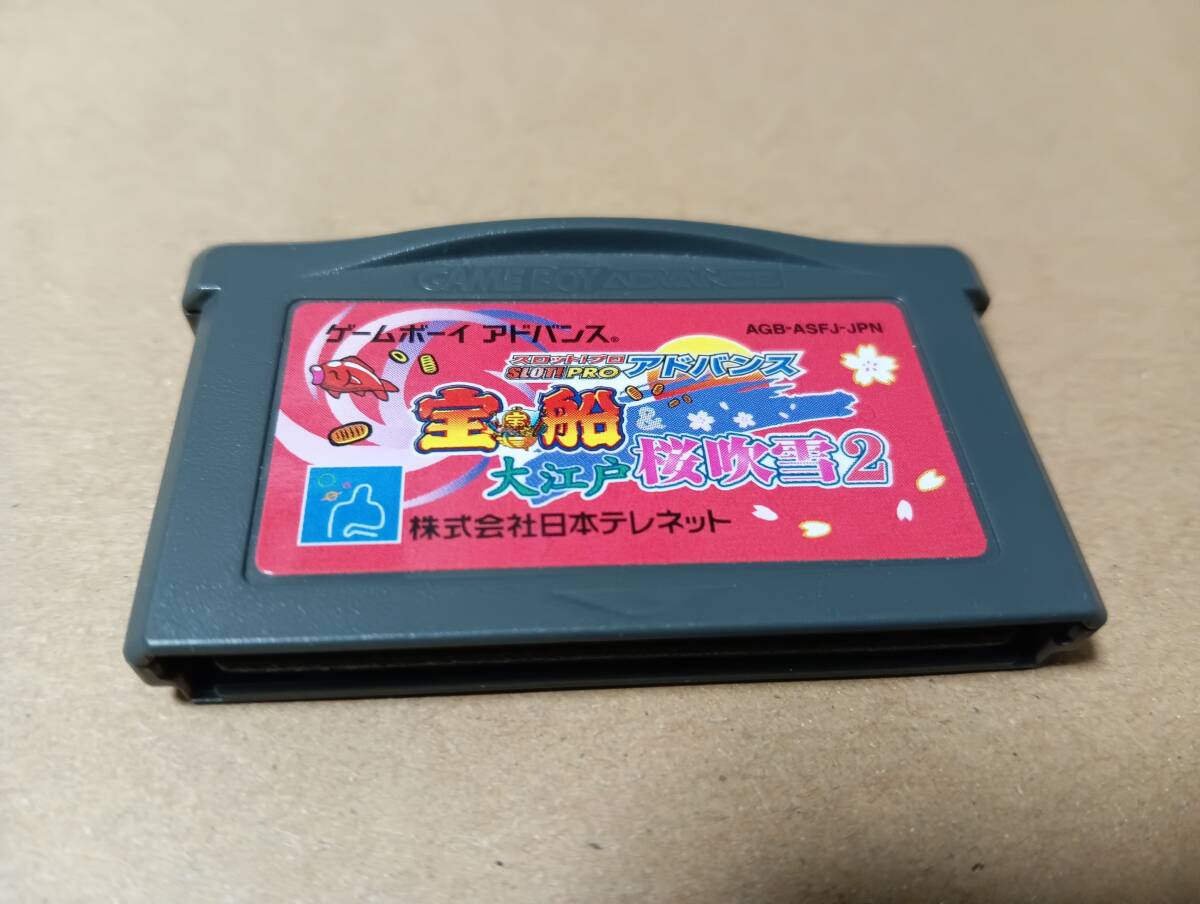 GAME BOY ADVANCE
ゲームボーイ アドバンス®
AGB-ASFJ-JPN
スロット!プロ
SLOT! PRO アドバンス
宝 宝 船 &
大江戸 桜吹雪2
株式会社日本テレネット